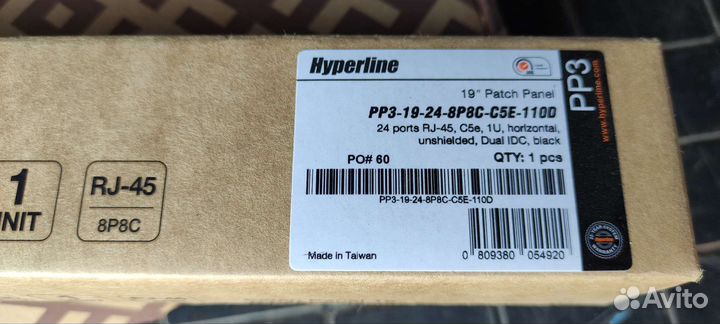 Hyperline
19" Patch Panel
PP3-19-24-8P8C-C5E-110D
24 ports RJ-45, C5e, 1U, horizontal,
unshielded, Dual IDC, black
PO# 60
QTY: 1 pcs
PP3-19-24-8P8C-C5E-110D
Made in Taiwan
0 809380 054920
PP3
www.hyperline.com
Hyperline
WARRANTY
1
UNIT
RJ-45
8P8C
Avito